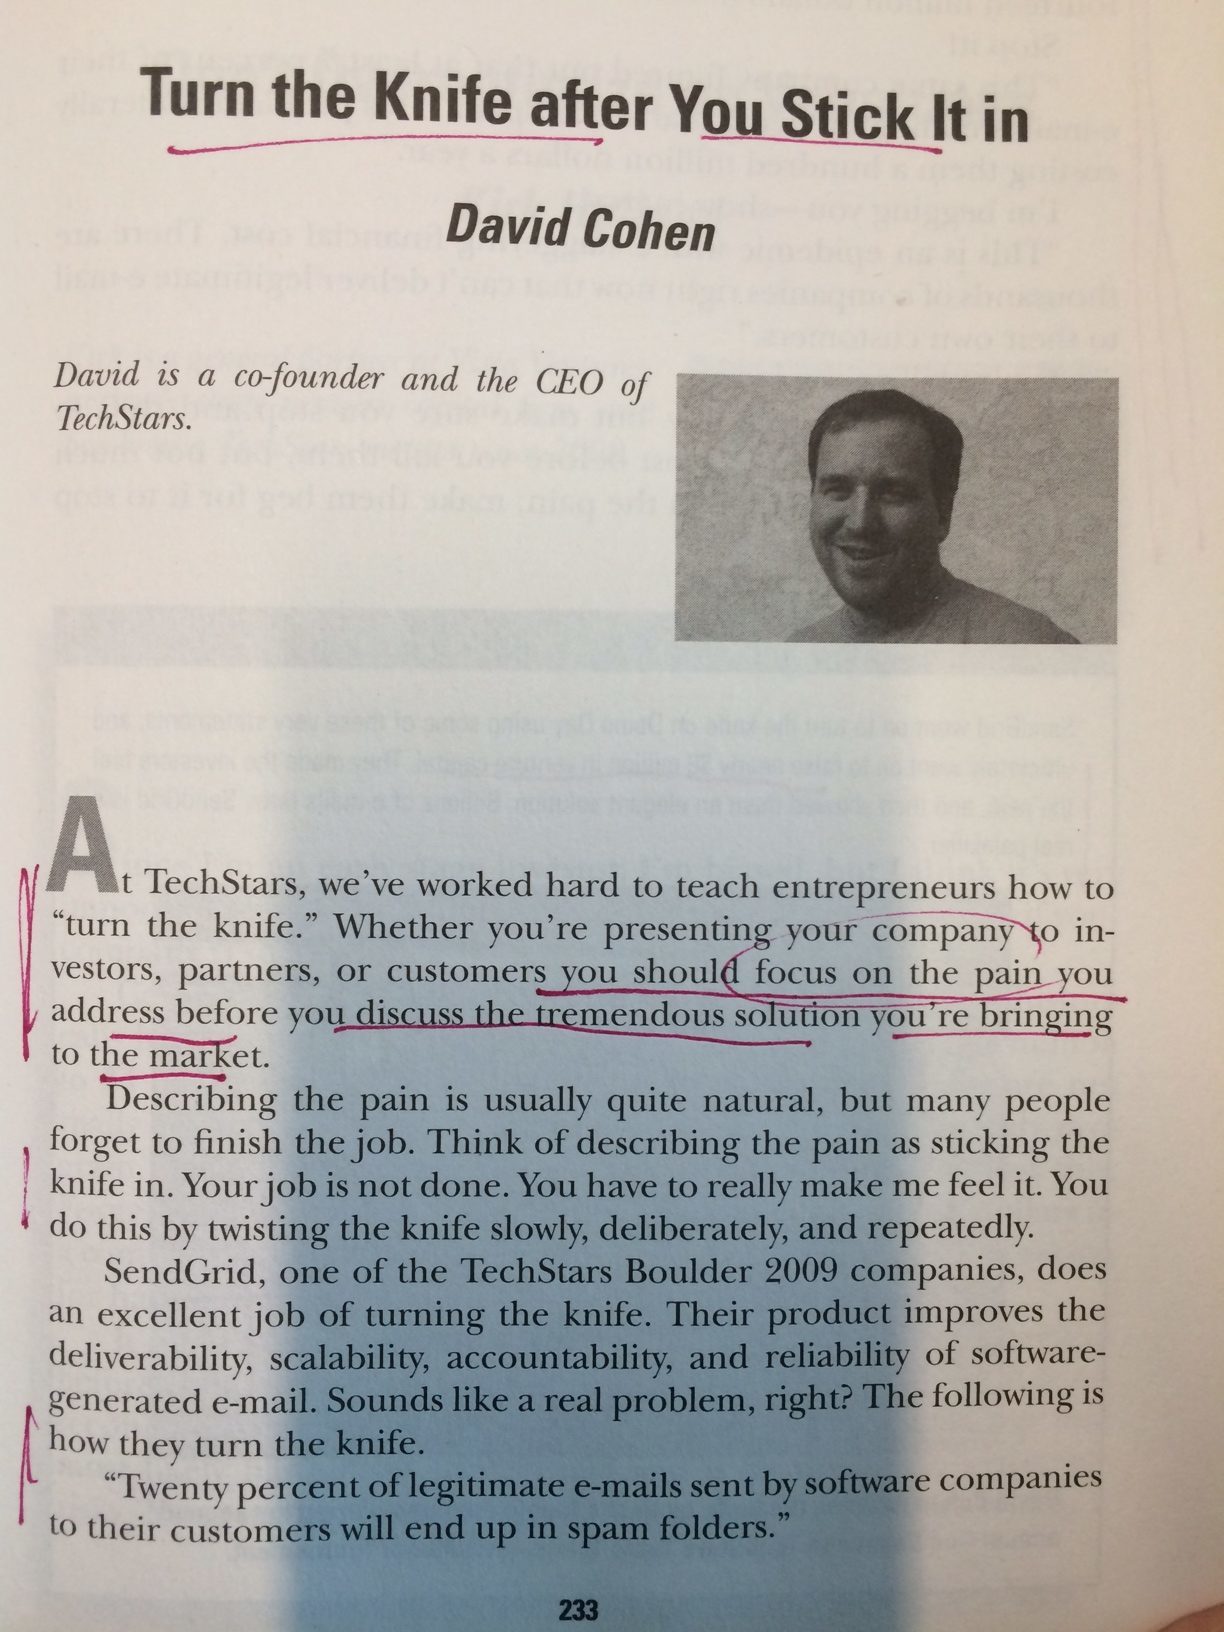 Turn the Knife after You Stick It in
David Cohen
David is a co-founder and the CEO of
TechStars.
At TechStars, we've worked hard to teach entrepreneurs how to
“turn the knife.” Whether you're presenting your company to in-
vestors, partners, or customers you should focus on the pain you
address before you discuss the tremendous solution you're bringing
to the market.
Describing the pain is usually quite natural, but many people
forget to finish the job. Think of describing the pain as sticking the
knife in. Your job is not done. You have to really make me feel it. You
do this by twisting the knife slowly, deliberately, and repeatedly.
SendGrid, one of the TechStars Boulder 2009 companies, does
an excellent job of turning the knife. Their product improves the
deliverability, scalability, accountability, and reliability of software-
generated e-mail. Sounds like a real problem, right? The following is
how they turn the knife.
“Twenty percent of legitimate e-mails sent by software companies
to their customers will end up in spam folders.”
233